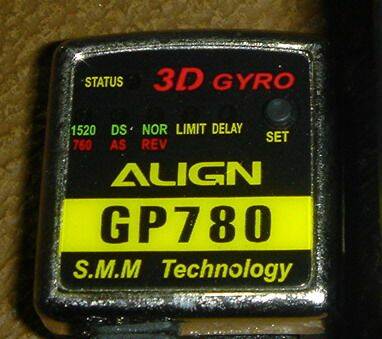 STATUS 3D GYRO
1520 DS NOR LIMIT DELAY SET
760 AS REV
ALIGN
GP780
S.M.M Technology